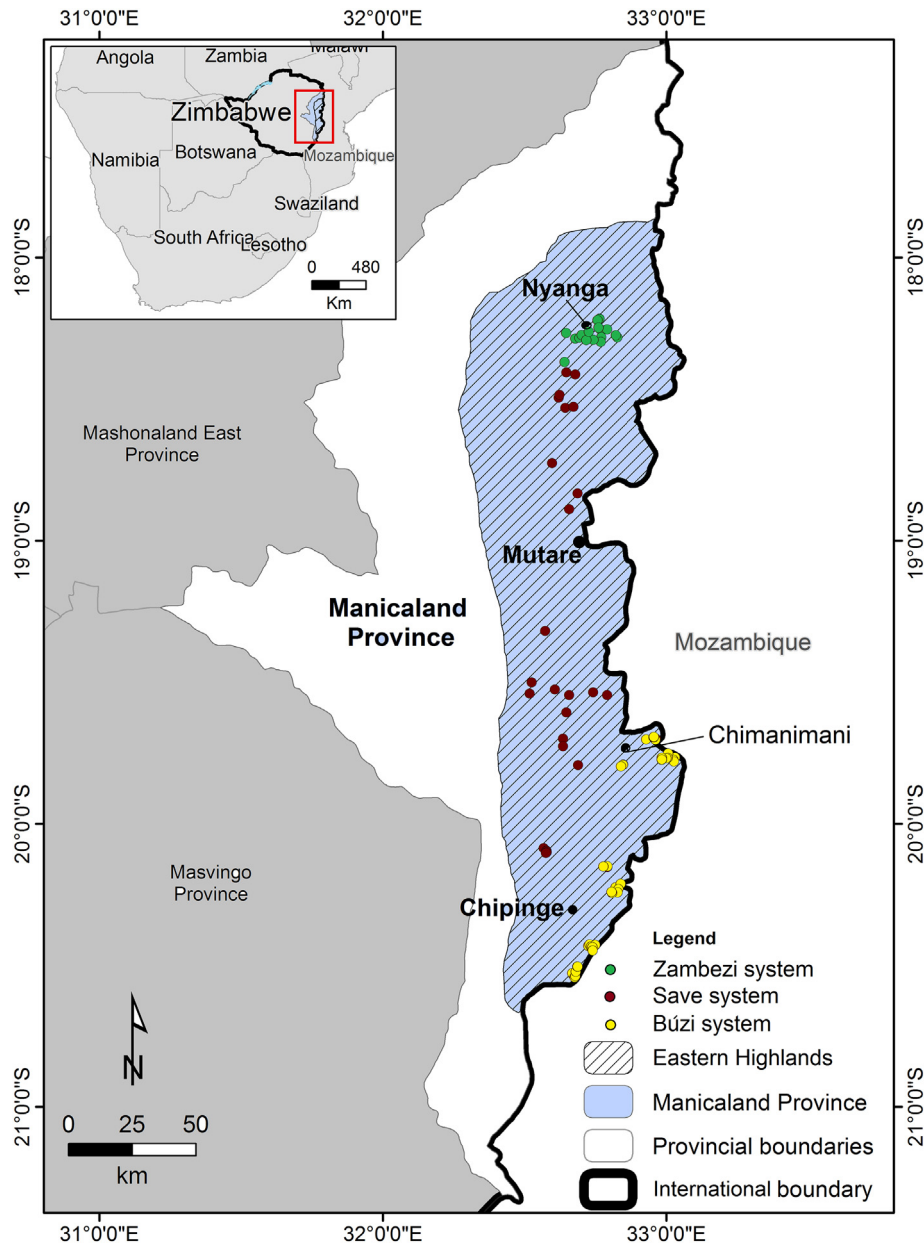 31°0'0"E
32°0'0"E
33°0'0"E
Angola
Zambia
Malawi
Zimbabwe
Namibia
Botswana
Mozambique
Swaziland
South Africa
Lesotho
0 480
Km
18°0'0"S
18°0'0"S
Nyanga
Mashonaland East
Province
19°0'0"S
19°0'0"S
Mutare
Manicaland
Province
Mozambique
Chimanimani
20°0'0"S
20°0'0"S
Masvingo
Province
Chipinge
Legend
Zambezi system
Save system
Búzi system
Eastern Highlands
Manicaland Province
Provincial boundaries
International boundary
N
0 25 50
km
21°0'0"S
21°0'0"S
31°0'0"E
32°0'0"E
33°0'0"E